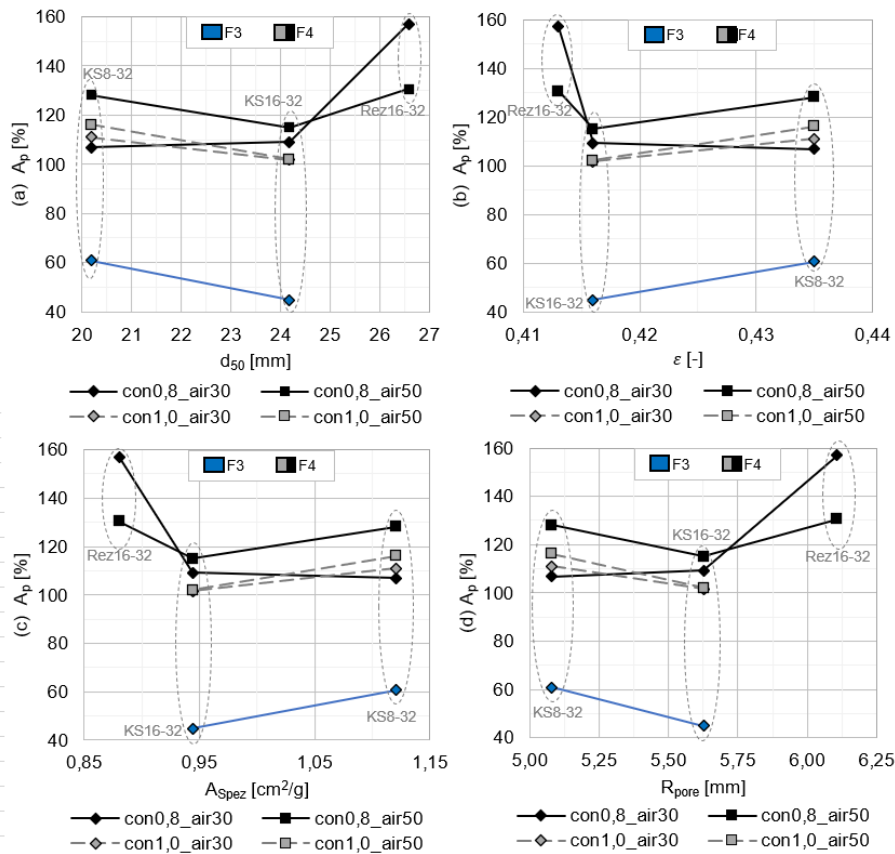 160
140
120
100
80
60
40
(a) Aₚ [%]
F3 F4
KS8-32
KS16-32
Rez16-32
20 21 22 23 24 25 26 27
d₅₀ [mm]
con0,8_air30 con0,8_air50
con1,0_air30 con1,0_air50
160
140
120
100
80
60
40
(b) Aₚ [%]
F3 F4
Rez16-32
KS8-32
KS16-32
0,41 0,42 0,43 0,44
ε [-]
con0,8_air30 con0,8_air50
con1,0_air30 con1,0_air50
160
140
120
100
80
60
40
(c) Aₚ [%]
F3 F4
Rez16-32
KS8-32
KS16-32
0,85 0,95 1,05 1,15
A_Spez [cm²/g]
con0,8_air30 con0,8_air50
con1,0_air30 con1,0_air50
160
140
120
100
80
60
40
(d) Aₚ [%]
F3 F4
KS16-32
Rez16-32
KS8-32
5,00 5,25 5,50 5,75 6,00 6,25
R_pore [mm]
con0,8_air30 con0,8_air50
con1,0_air30 con1,0_air50